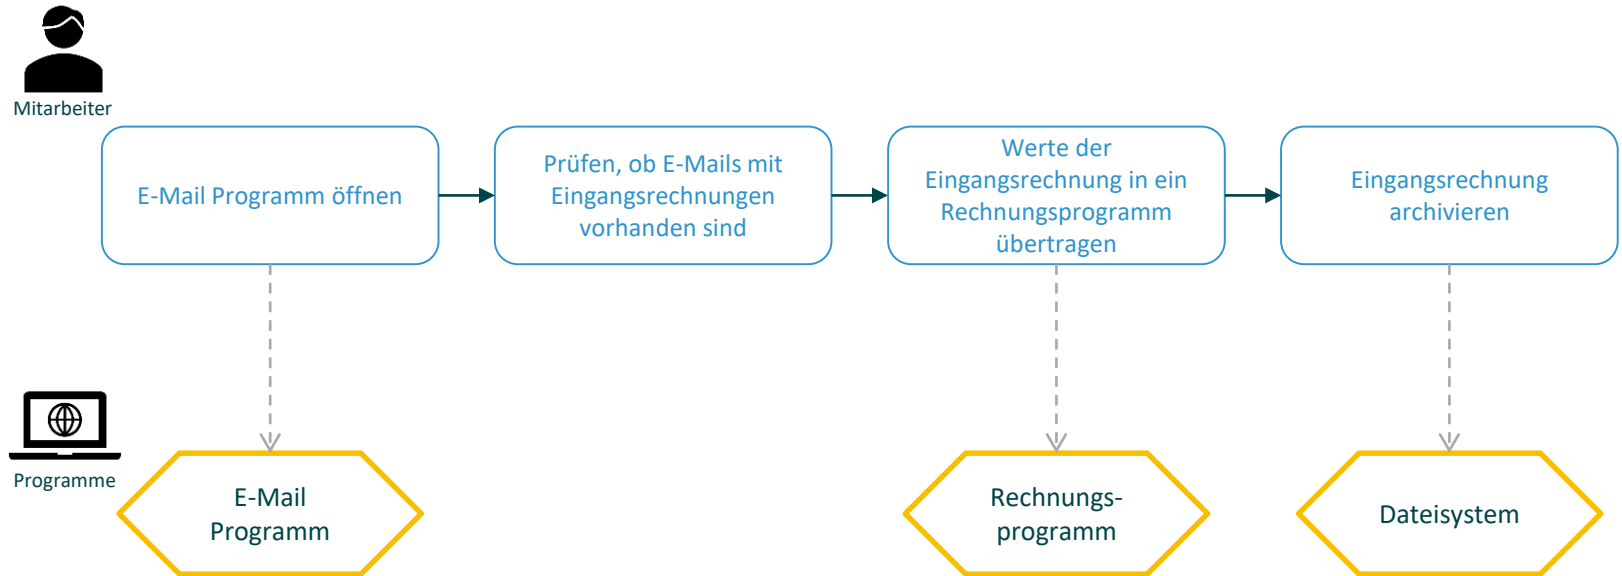 Mitarbeiter
E-Mail Programm öffnen
Prüfen, ob E-Mails mit
Eingangsrechnungen
vorhanden sind
Werte der
Eingangsrechnung in ein
Rechnungsprogramm
übertragen
Eingangsrechnung
archivieren
Programme
E-Mail
Programm
Rechnungs-
programm
Dateisystem